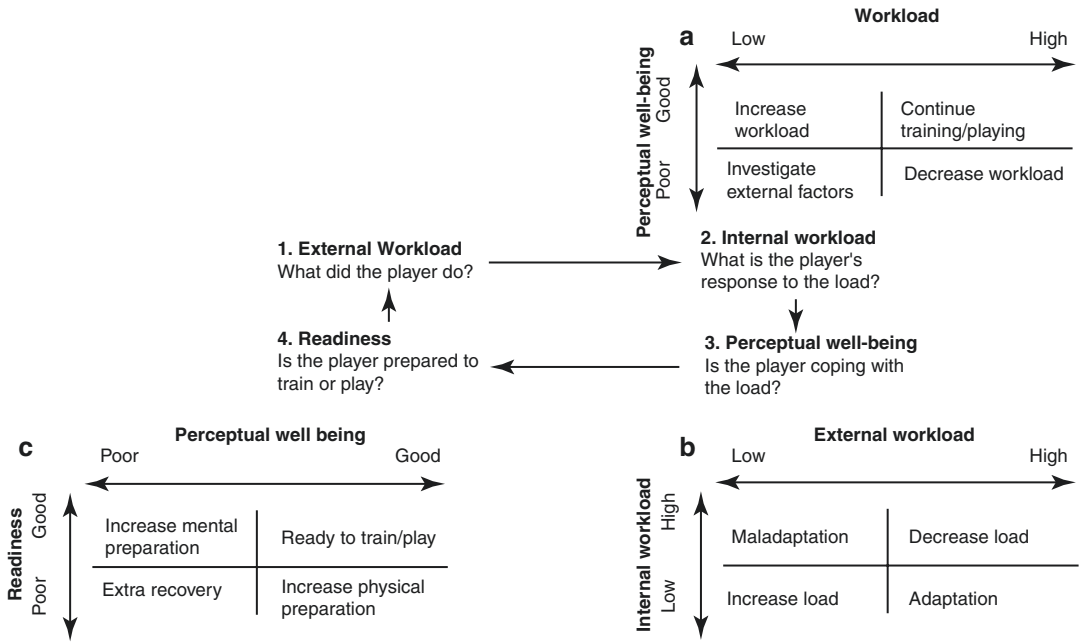 Workload
a
Low
High
Perceptual well-being
Good
Poor
Increase
workload
Continue
training/playing
Investigate
external factors
Decrease workload
1. External Workload
What did the player do?
2. Internal workload
What is the player's
response to the load?
4. Readiness
Is the player prepared to
train or play?
3. Perceptual well-being
Is the player coping with
the load?
c
Perceptual well being
Poor
Good
Readiness
Good
Poor
Increase mental
preparation
Ready to train/play
Extra recovery
Increase physical
preparation
b
External workload
Low
High
Internal workload
High
Low
Maladaptation
Decrease load
Increase load
Adaptation